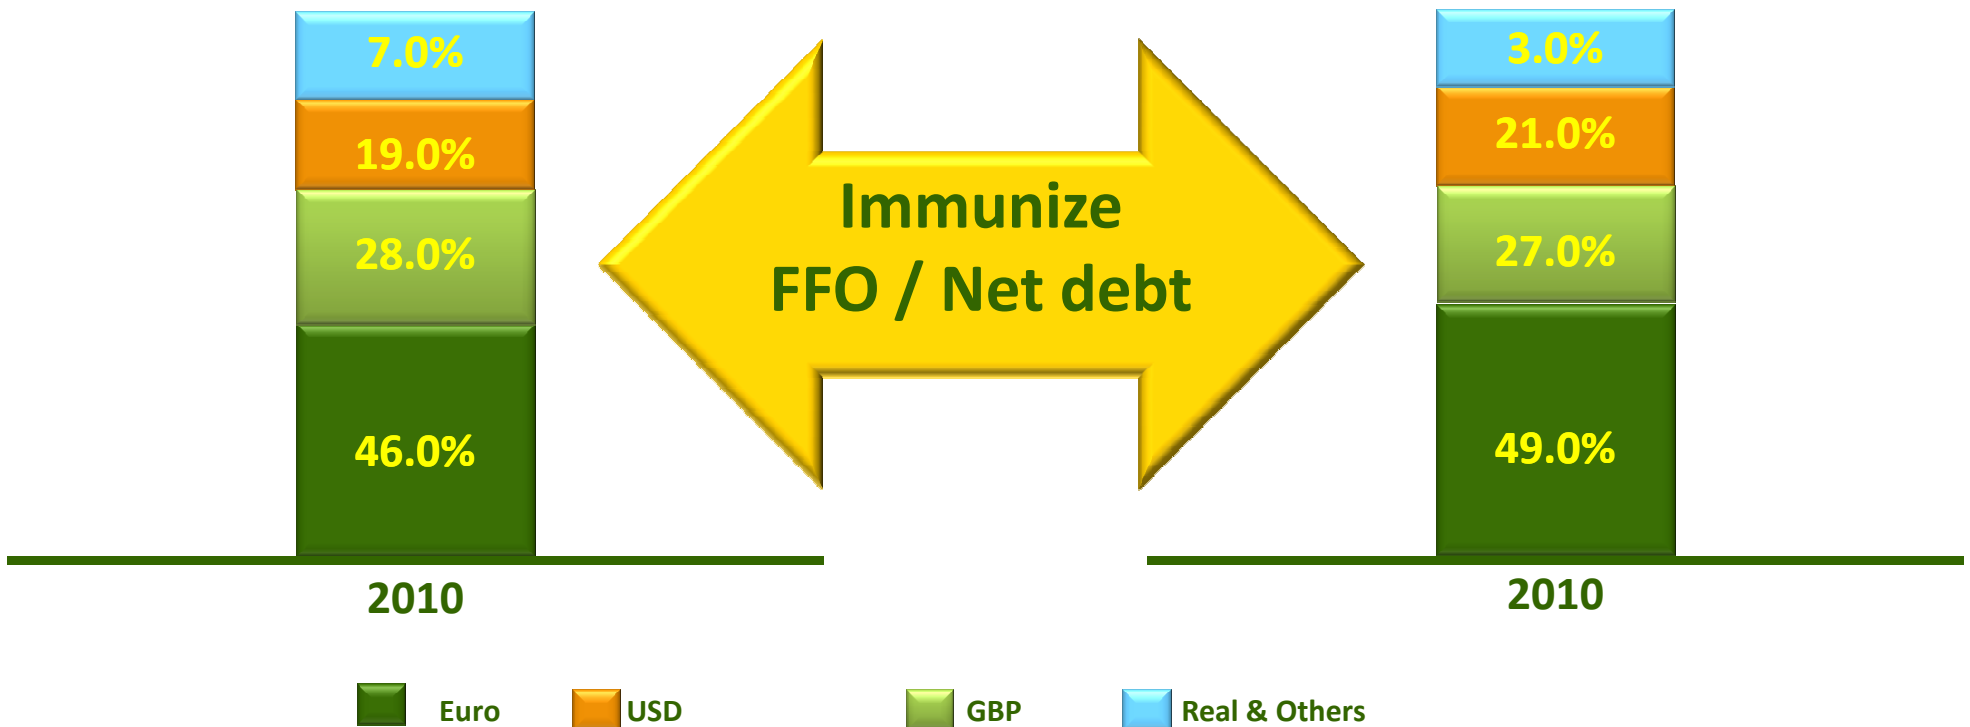 7.0%
19.0%
28.0%
46.0%
2010
Immunize
FFO / Net debt
3.0%
21.0%
27.0%
49.0%
2010
Euro
USD
GBP
Real & Others